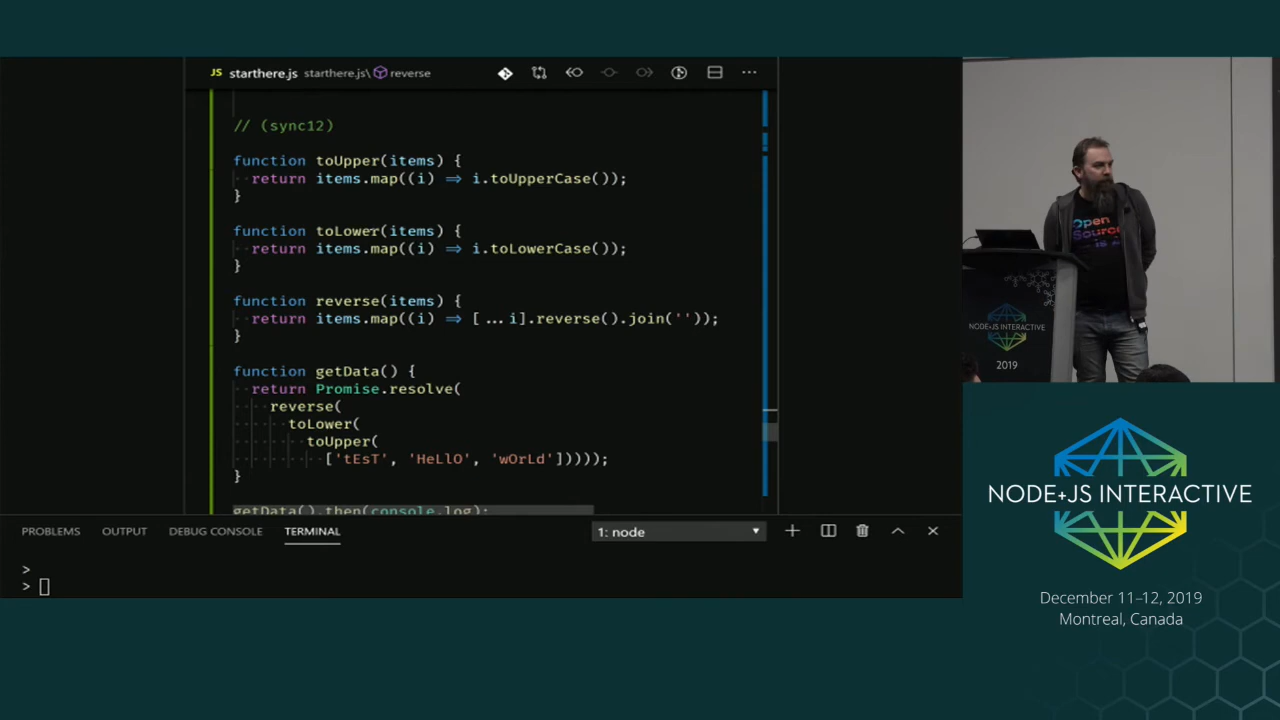 JS starthere.js starthere.js\ reverse ...
// (sync12)
function toUpper(items) {
return items.map((i) => i.toUpperCase());
}
function toLower(items) {
return items.map((i) => i.toLowerCase());
}
function reverse(items) {
return items.map((i) => [...i].reverse().join(''));
}
function getData() {
return Promise.resolve(
reverse(
toLower(
toUpper(
['tEsT', 'HeLlO', 'wOrLd']))));
}
getData().then(console.log);
PROBLEMS OUTPUT DEBUG CONSOLE TERMINAL 1: node
>
>
Open
Source
is
NODE+JS INTERACTIVE
2019
NODE+JS INTERACTIVE
December 11–12, 2019
Montreal, Canada